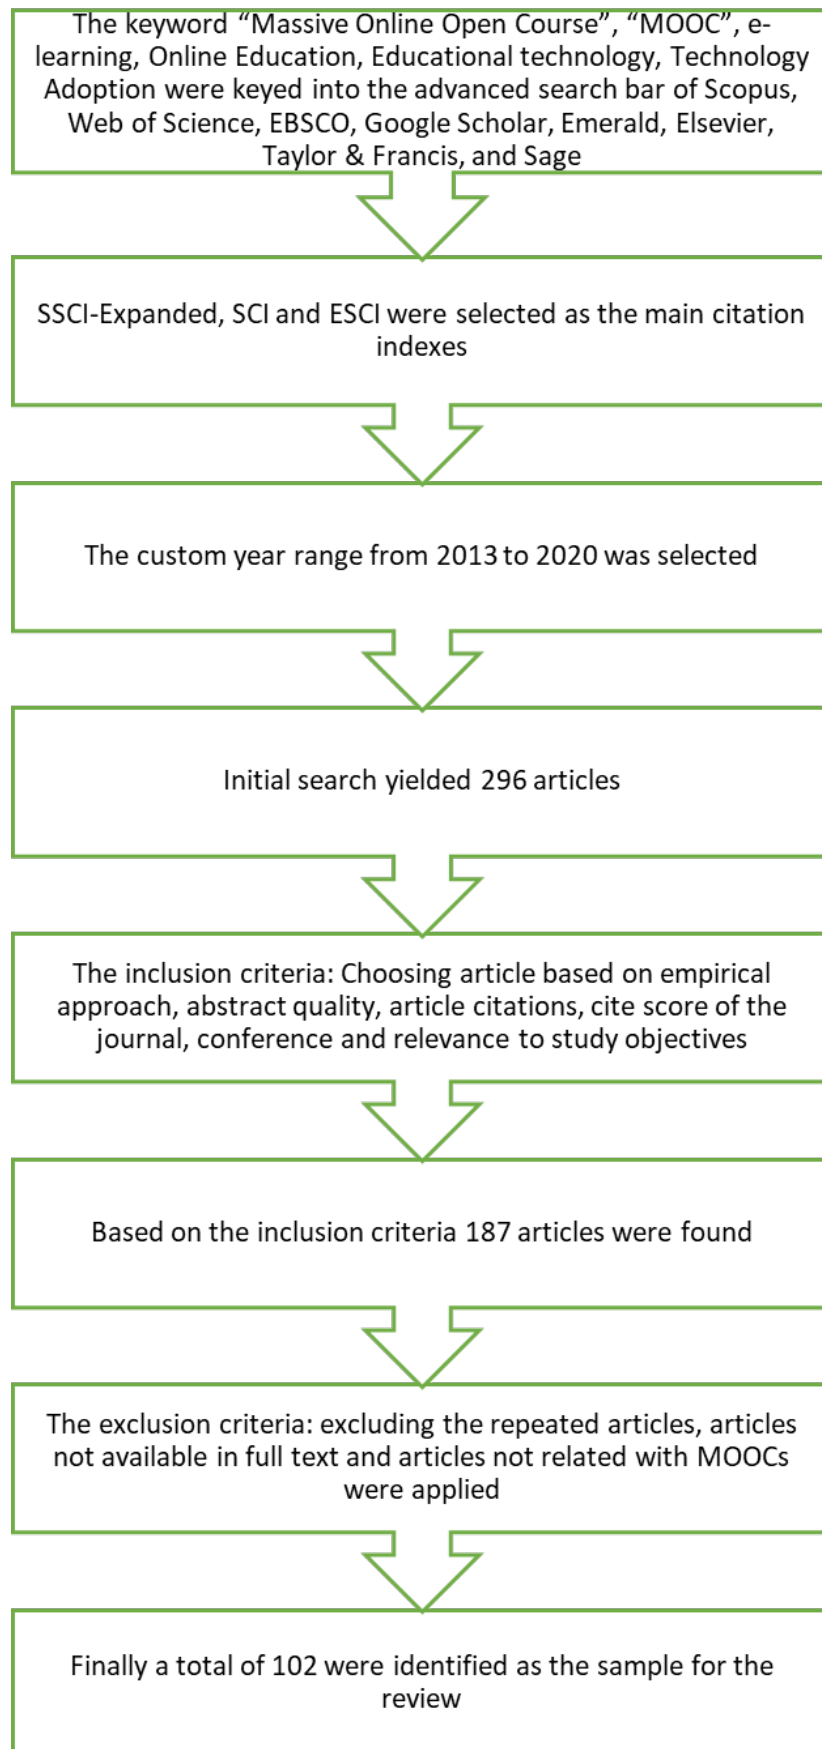 The keyword “Massive Online Open Course”, “MOOC”, e-
learning, Online Education, Educational technology, Technology
Adoption were keyed into the advanced search bar of Scopus,
Web of Science, EBSCO, Google Scholar, Emerald, Elsevier,
Taylor & Francis, and Sage
SSCI-Expanded, SCI and ESCI were selected as the main citation
indexes
The custom year range from 2013 to 2020 was selected
Initial search yielded 296 articles
The inclusion criteria: Choosing article based on empirical
approach, abstract quality, article citations, cite score of the
journal, conference and relevance to study objectives
Based on the inclusion criteria 187 articles were found
The exclusion criteria: excluding the repeated articles, articles
not available in full text and articles not related with MOOCs
were applied
Finally a total of 102 were identified as the sample for the
review